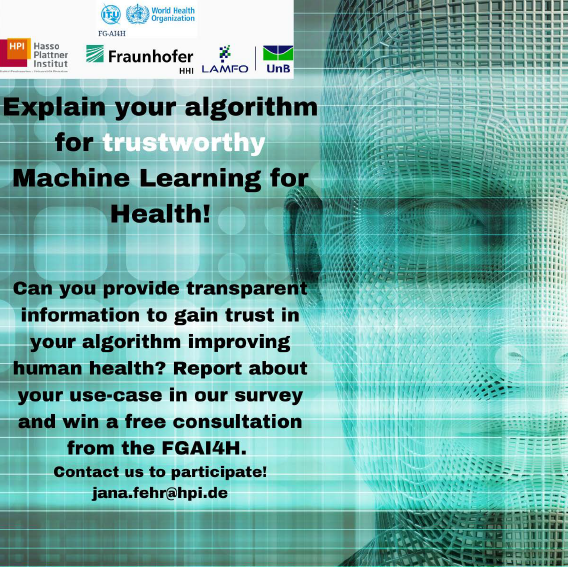 World Health
Organization
FG-AI4H
HPI
Hasso
Plattner
Institut
Fraunhofer
HHI
LAMFO
UnB
Explain your algorithm
for trustworthy
Machine Learning for
Health!
Can you provide transparent
information to gain trust in
your algorithm improving
human health? Report about
your use-case in our survey
and win a free consultation
from the FGAI4H.
Contact us to participate!
jana.fehr@hpi.de